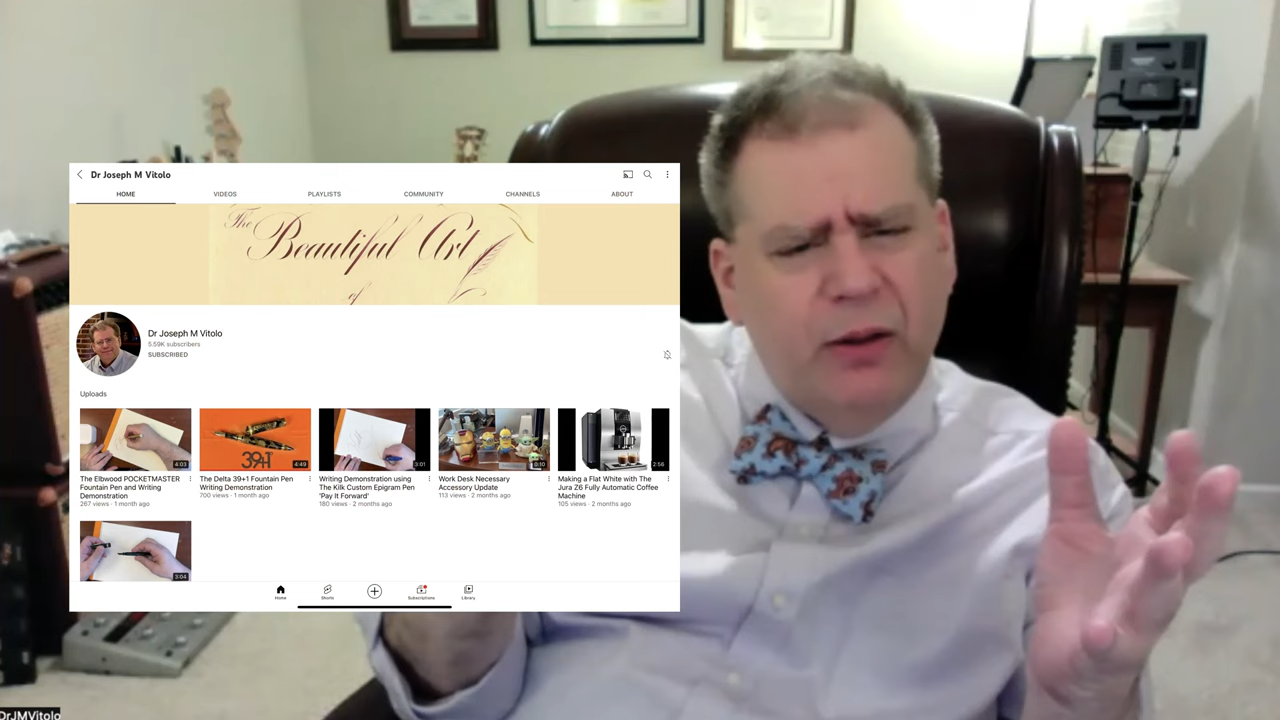 Dr Joseph M Vitolo
HOME VIDEOS PLAYLISTS COMMUNITY CHANNELS ABOUT
The
Beautiful Art
of
Dr Joseph M Vitolo
5.59K subscribers
SUBSCRIBED
Uploads
4:03
The Elbwood POCKETMASTER
Fountain Pen and Writing
Demonstration
267 views · 1 month ago
39+1
4:49
The Delta 39+1 Fountain Pen
Writing Demonstration
700 views · 1 month ago
3:01
Writing Demonstration using
The Kilk Custom Epigram Pen
'Pay It Forward'
180 views · 2 months ago
0:10
Work Desk Necessary
Accessory Update
113 views · 2 months ago
2:56
Making a Flat White with The
Jura Z6 Fully Automatic Coffee
Machine
105 views · 2 months ago
3:04
Home Shorts Subscriptions Library
DrJMVitolo